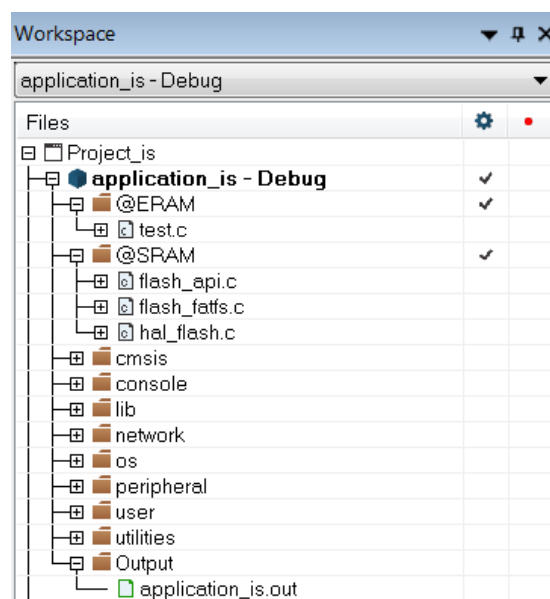 Workspace
application_is - Debug
Files
Project_is
application_is - Debug
@ERAM
test.c
@SRAM
flash_api.c
flash_fatfs.c
hal_flash.c
cmsis
console
lib
network
os
peripheral
user
utilities
Output
application_is.out